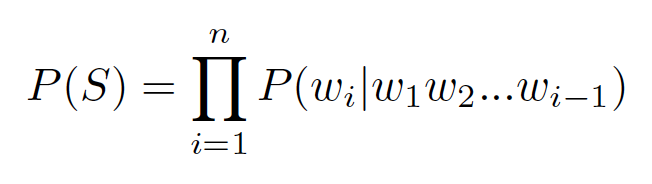 P(S) = ∏_{i=1}^{n} P(w_i|w_1w_2...w_{i−1})